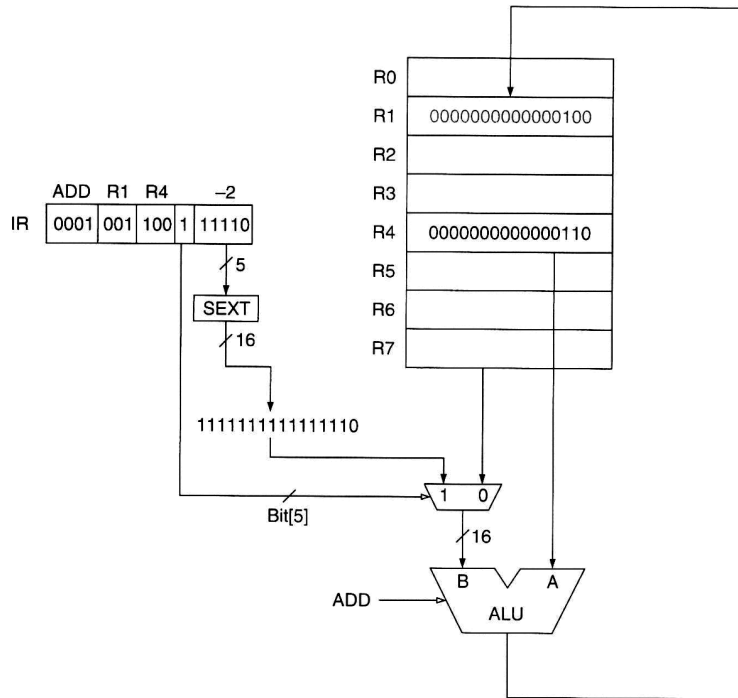 R0
R1 0000000000000100
R2
R3
ADD R1 R4 –2
IR 0001 001 100 1 11110
R4 0000000000000110
R5
5
SEXT
R6
16
R7
1111111111111110
1 0
Bit[5]
16
B A
ADD
ALU